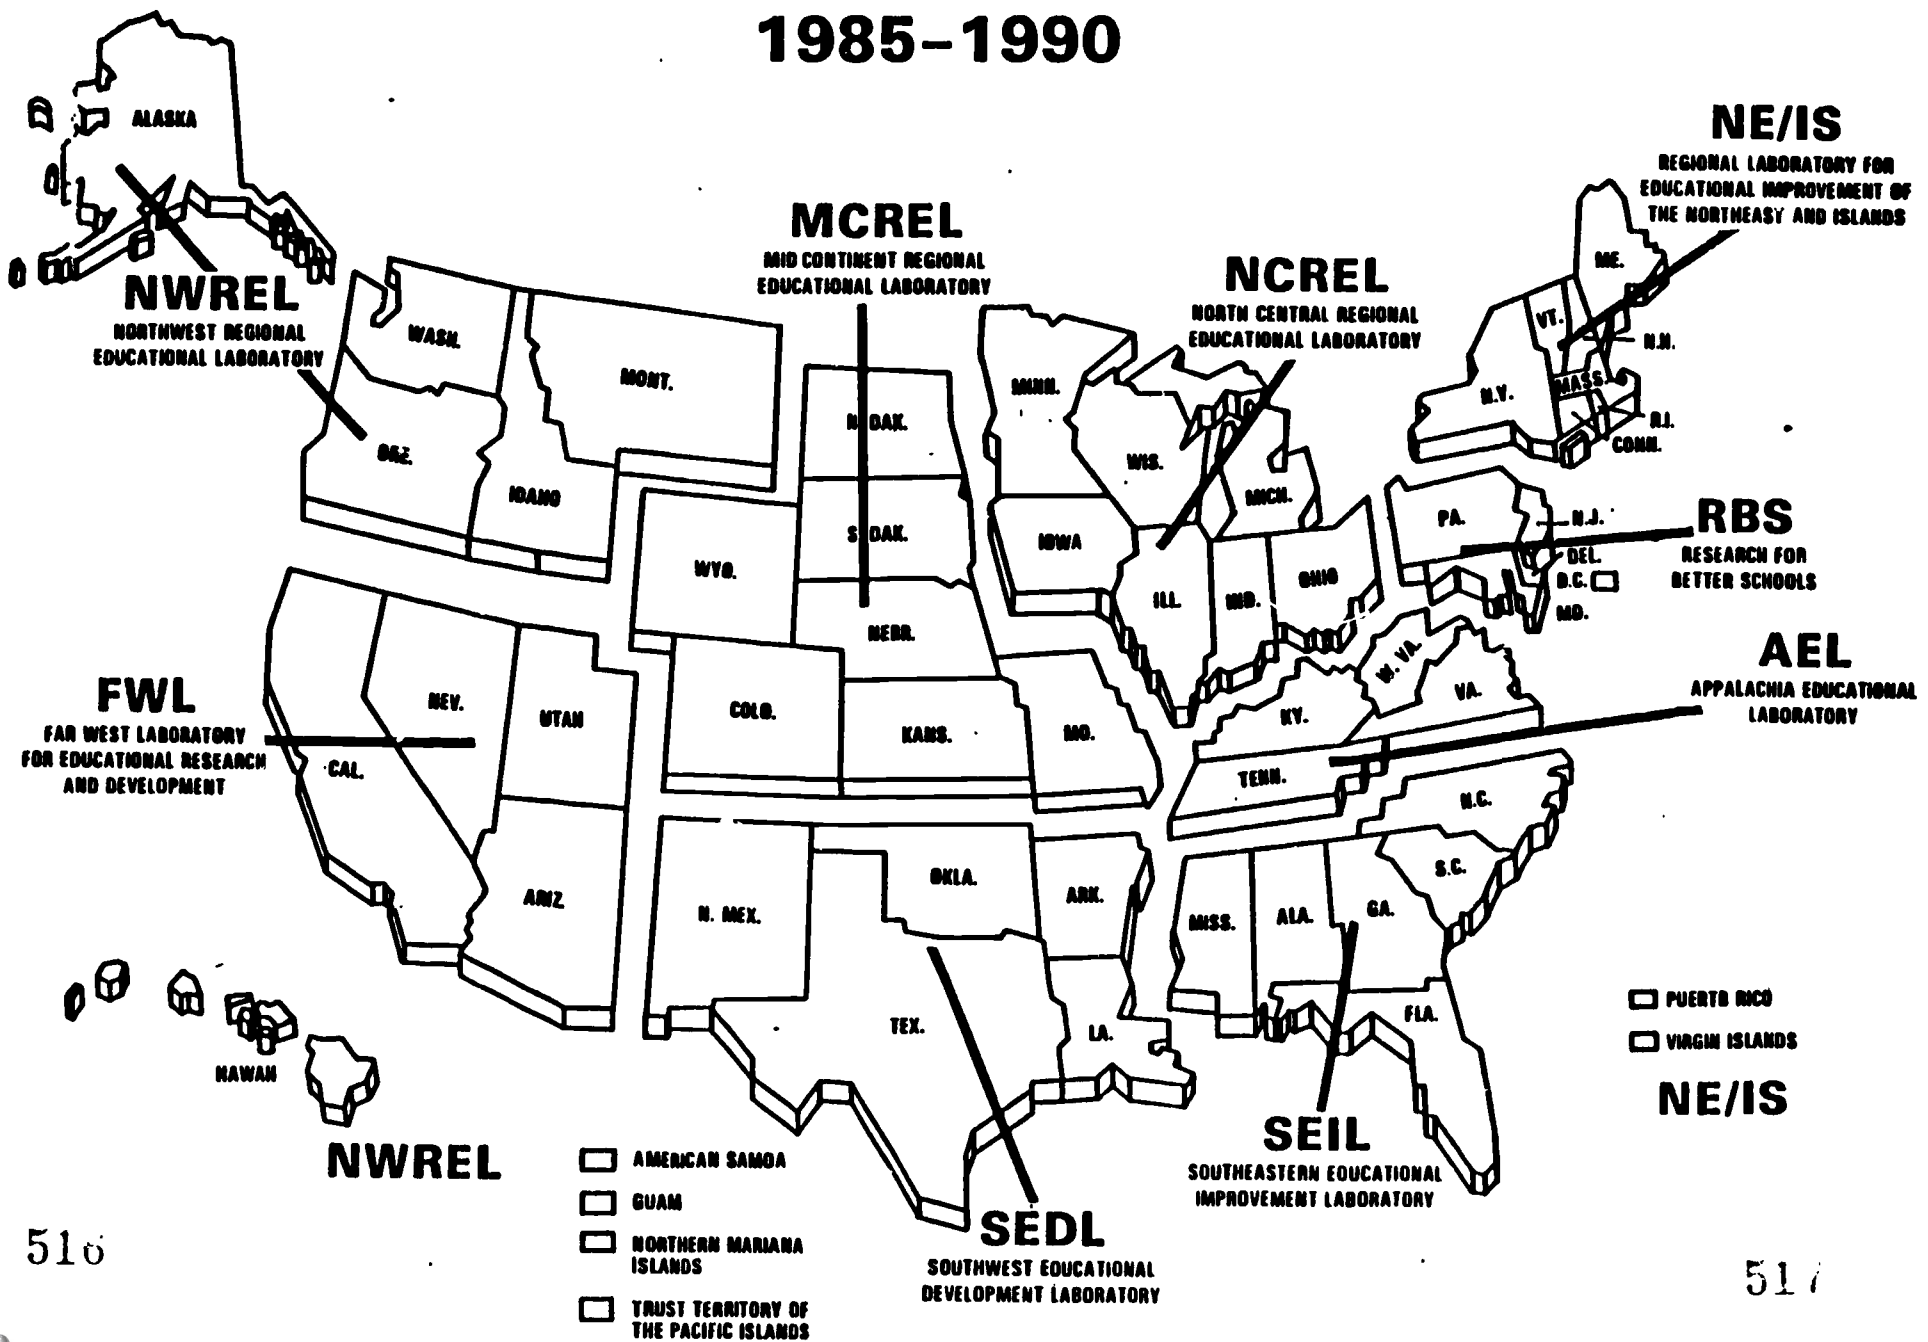 1985-1990
ALASKA
NWREL
NORTHWEST REGIONAL
EDUCATIONAL LABORATORY
MCREL
MID CONTINENT REGIONAL
EDUCATIONAL LABORATORY
NCREL
NORTH CENTRAL REGIONAL
EDUCATIONAL LABORATORY
NE/IS
REGIONAL LABORATORY FOR
EDUCATIONAL IMPROVEMENT OF
THE NORTHEASY AND ISLANDS
WASH.
MONT.
ORE.
IDAHO
WYO.
N. DAK.
S. DAK.
NEBR.
MINN.
WIS.
IOWA
MICH.
ILL.
IND.
OHIO
ME.
VT.
N.H.
N.Y.
MASS.
R.I.
CONN.
PA.
N.J.
DEL.
D.C.
MD.
RBS
RESEARCH FOR
BETTER SCHOOLS
AEL
APPALACHIA EDUCATIONAL
LABORATORY
W. VA.
VA.
KY.
TENN.
FWL
FAR WEST LABORATORY
FOR EDUCATIONAL RESEARCH
AND DEVELOPMENT
CAL.
NEV.
UTAH
COLO.
KANS.
MO.
ARIZ.
N. MEX.
OKLA.
ARK.
TEX.
LA.
MISS.
ALA.
GA.
S.C.
N.C.
FLA.
HAWAII
NWREL
AMERICAN SAMOA
GUAM
NORTHERN MARIANA
ISLANDS
TRUST TERRITORY OF
THE PACIFIC ISLANDS
SEDL
SOUTHWEST EDUCATIONAL
DEVELOPMENT LABORATORY
SEIL
SOUTHEASTERN EDUCATIONAL
IMPROVEMENT LABORATORY
PUERTO RICO
VIRGIN ISLANDS
NE/IS
516
517